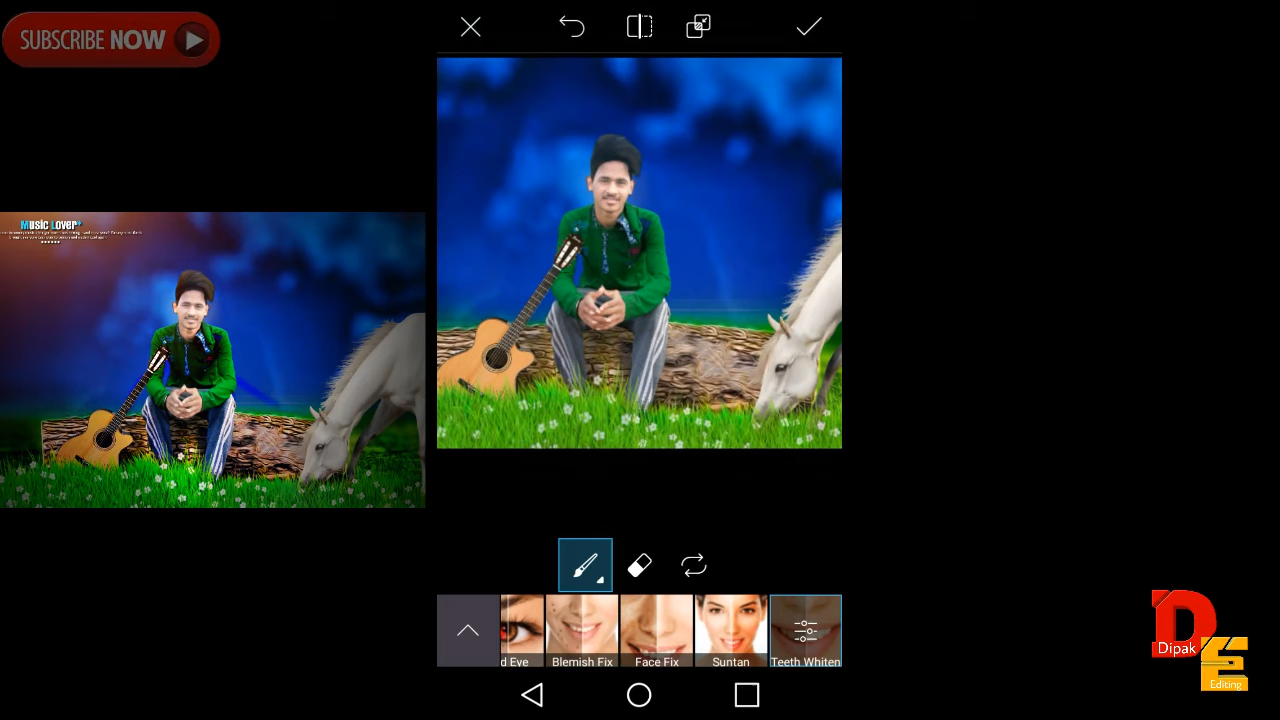 SUBSCRIBE NOW
Music Lover
d Eye
Blemish Fix
Face Fix
Suntan
Teeth Whiten
D
Dipak
E
Editing